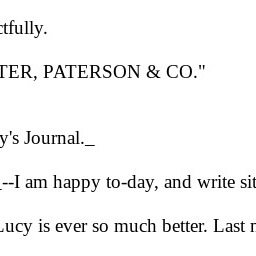 ctfully.
TER, PATERSON & CO."
y's Journal._
--I am happy to-day, and write sit
Lucy is ever so much better. Last n